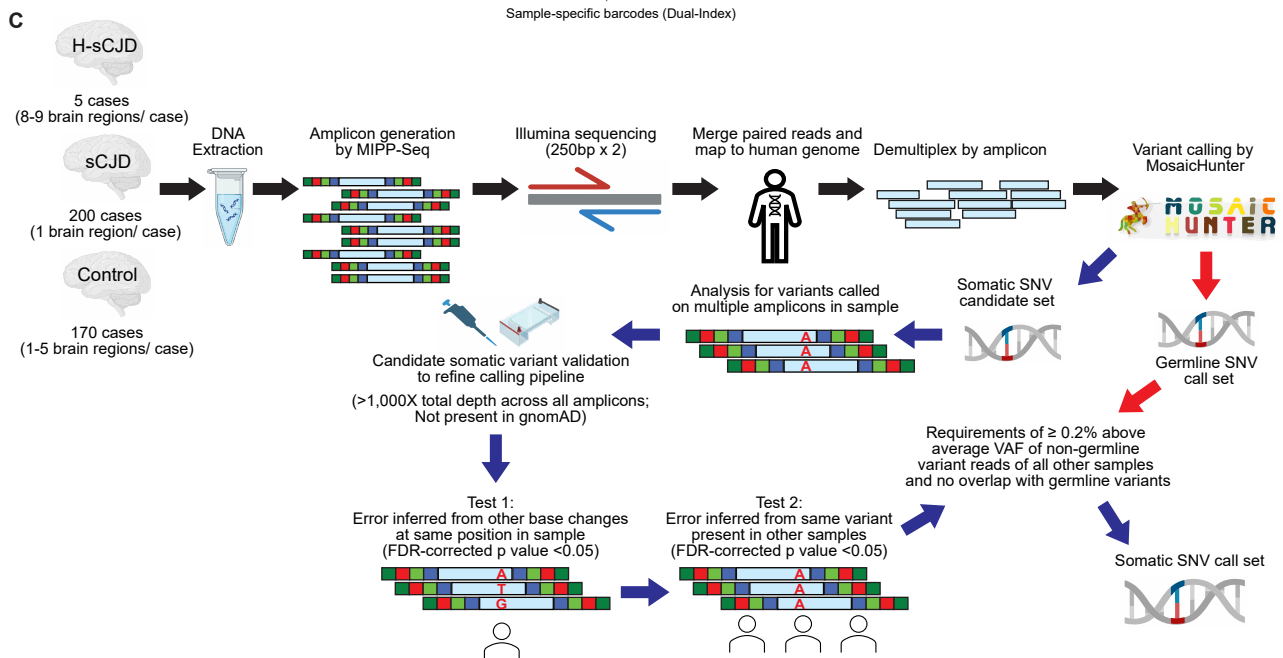 Sample-specific barcodes (Dual-Index)
C
H-sCJD
5 cases
(8-9 brain regions/ case)
sCJD
200 cases
(1 brain region/ case)
Control
170 cases
(1-5 brain regions/ case)
DNA
Extraction
Amplicon generation
by MIPP-Seq
Illumina sequencing
(250bp x 2)
Merge paired reads and
map to human genome
Demultiplex by amplicon
Variant calling by
MosaicHunter
MOSAIC
HUNTER
Somatic SNV
candidate set
Germline SNV
call set
Analysis for variants called
on multiple amplicons in sample
A
A
A
Candidate somatic variant validation
to refine calling pipeline
(>1,000X total depth across all amplicons;
Not present in gnomAD)
Test 1:
Error inferred from other base changes
at same position in sample
(FDR-corrected p value <0.05)
A
T
G
Test 2:
Error inferred from same variant
present in other samples
(FDR-corrected p value <0.05)
A
A
A
Requirements of ≥ 0.2% above
average VAF of non-germline
variant reads of all other samples
and no overlap with germline variants
Somatic SNV call set